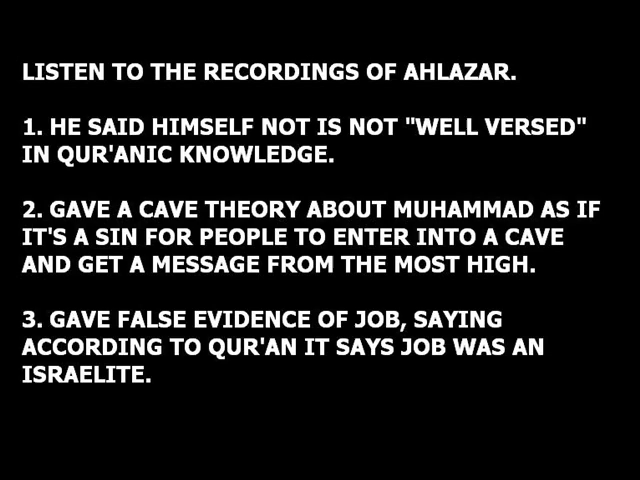 LISTEN TO THE RECORDINGS OF AHLAZAR.
1. HE SAID HIMSELF NOT IS NOT "WELL VERSED"
IN QUR'ANIC KNOWLEDGE.
2. GAVE A CAVE THEORY ABOUT MUHAMMAD AS IF
IT'S A SIN FOR PEOPLE TO ENTER INTO A CAVE
AND GET A MESSAGE FROM THE MOST HIGH.
3. GAVE FALSE EVIDENCE OF JOB, SAYING
ACCORDING TO QUR'AN IT SAYS JOB WAS AN
ISRAELITE.